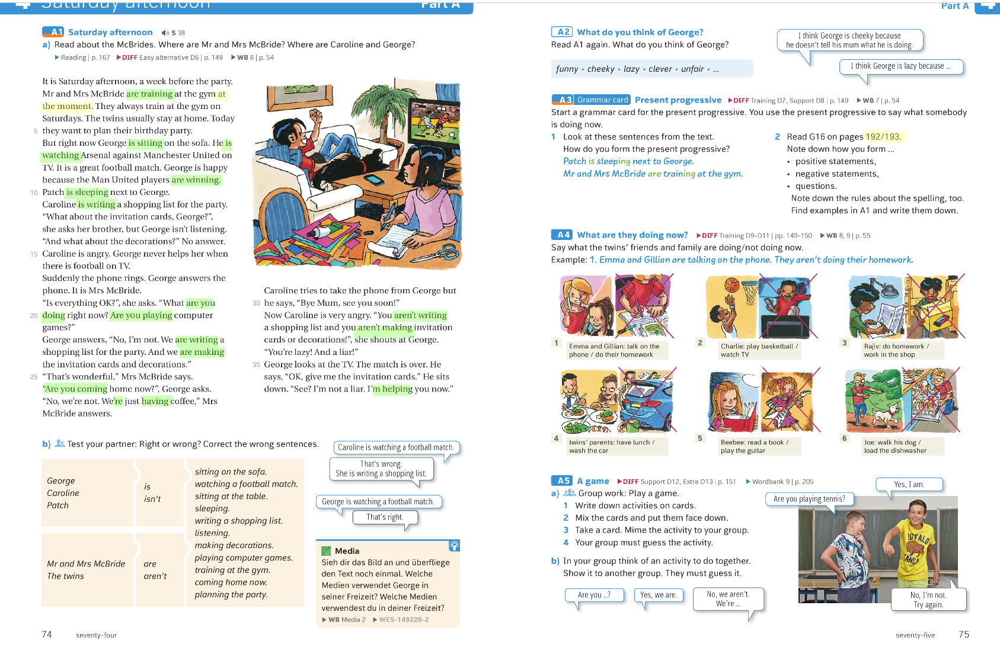 4 Saturday afternoon
Part A
A1 Saturday afternoon S 38
a) Read about the McBrides. Where are Mr and Mrs McBride? Where are Caroline and George?
▶ Reading | p. 167 ▶ DIFF Easy alternative D6 | p. 149 ▶ WB 6 | p. 54
It is Saturday afternoon, a week before the party.
Mr and Mrs McBride are training at the gym at
the moment. They always train at the gym on
Saturdays. The twins usually stay at home. Today
5 they want to plan their birthday party.
But right now George is sitting on the sofa. He is
watching Arsenal against Manchester United on
TV. It is a great football match. George is happy
because the Man United players are winning.
10 Patch is sleeping next to George.
Caroline is writing a shopping list for the party.
“What about the invitation cards, George?”,
she asks her brother, but George isn’t listening.
“And what about the decorations?” No answer.
15 Caroline is angry. George never helps her when
there is football on TV.
Suddenly the phone rings. George answers the
phone. It is Mrs McBride.
“Is everything OK?”, she asks. “What are you
20 doing right now? Are you playing computer
games?”
George answers, “No, I’m not. We are writing a
shopping list for the party. And we are making
the invitation cards and decorations.”
25 “That’s wonderful,” Mrs McBride says.
“Are you coming home now?”, George asks.
“No, we’re not. We’re just having coffee,” Mrs
McBride answers.
Caroline tries to take the phone from George but
30 he says, “Bye Mum, see you soon!”
Now Caroline is very angry. “You aren’t writing
a shopping list and you aren’t making invitation
cards or decorations!”, she shouts at George.
“You’re lazy! And a liar!”
35 George looks at the TV. The match is over. He
says, “OK, give me the invitation cards.” He sits
down. “See? I’m not a liar. I’m helping you now.”
b) Test your partner: Right or wrong? Correct the wrong sentences.
George
Caroline
Patch
is
isn’t
Mr and Mrs McBride
The twins
are
aren’t
sitting on the sofa.
watching a football match.
sitting at the table.
sleeping.
writing a shopping list.
listening.
making decorations.
playing computer games.
training at the gym.
coming home now.
planning the party.
Caroline is watching a football match.
That’s wrong.
She is writing a shopping list.
George is watching a football match.
That’s right.
Media
Sieh dir das Bild an und überfliege
den Text noch einmal. Welche
Medien verwendet George in
seiner Freizeit? Welche Medien
verwendest du in deiner Freizeit?
▶ WB Media 2 ▶ WES-149220-2
74 seventy-four
Part A 4
A2 What do you think of George?
Read A1 again. What do you think of George?
funny • cheeky • lazy • clever • unfair • ...
I think George is cheeky because
he doesn’t tell his mum what he is doing.
I think George is lazy because ...
A3 Grammar card Present progressive ▶ DIFF Training D7, Support D8 | p. 149 ▶ WB 7 | p. 54
Start a grammar card for the present progressive. You use the present progressive to say what somebody
is doing now.
1 Look at these sentences from the text.
How do you form the present progressive?
Patch is sleeping next to George.
Mr and Mrs McBride are training at the gym.
2 Read G16 on pages 192/193.
Note down how you form ...
• positive statements,
• negative statements,
• questions.
Note down the rules about the spelling, too.
Find examples in A1 and write them down.
A4 What are they doing now? ▶ DIFF Training D9-D11 | pp. 149-150 ▶ WB 8, 9 | p. 55
Say what the twins’ friends and family are doing/not doing now.
Example: 1. Emma and Gillian are talking on the phone. They aren’t doing their homework.
1 Emma and Gillian: talk on the
phone / do their homework
2 Charlie: play basketball /
watch TV
3 Rajiv: do homework /
work in the shop
4 twins’ parents: have lunch /
wash the car
5 Beebee: read a book /
play the guitar
6 Joe: walk his dog /
load the dishwasher
A5 A game ▶ DIFF Support D12, Extra D13 | p. 151 ▶ Wordbank 9 | p. 205
a) Group work: Play a game.
1 Write down activities on cards.
2 Mix the cards and put them face down.
3 Take a card. Mime the activity to your group.
4 Your group must guess the activity.
b) In your group think of an activity to do together.
Show it to another group. They must guess it.
Are you ...?
Yes, we are.
No, we aren’t.
We’re ...
Are you playing tennis?
Yes, I am.
BUFFALO
KANSAS
No, I’m not.
Try again.
seventy-five 75